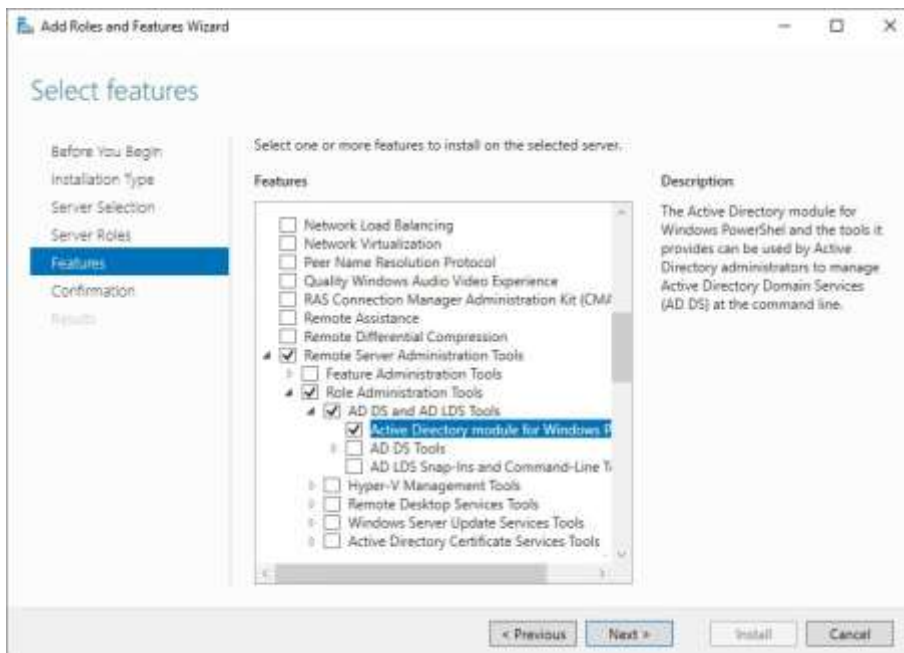 Add Roles and Features Wizard
Select features
Before You Begin
Installation Type
Server Selection
Server Roles
Features
Confirmation
Results
Select one or more features to install on the selected server.
Features
Network Load Balancing
Network Virtualization
Peer Name Resolution Protocol
Quality Windows Audio Video Experience
RAS Connection Manager Administration Kit (CMA
Remote Assistance
Remote Differential Compression
Remote Server Administration Tools
Feature Administration Tools
Role Administration Tools
AD DS and AD LDS Tools
Active Directory module for Windows P
AD DS Tools
AD LDS Snap-Ins and Command-Line T
Hyper-V Management Tools
Remote Desktop Services Tools
Windows Server Update Services Tools
Active Directory Certificate Services Tools
Description
The Active Directory module for
Windows PowerShel and the tools it
provides can be used by Active
Directory administrators to manage
Active Directory Domain Services
(AD DS) at the command line.
< Previous
Next >
Install
Cancel